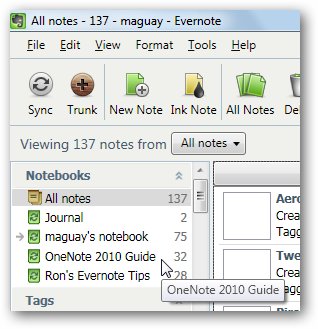 All notes - 137 - maguay - Evernote
File Edit View Format Tools Help
Sync Trunk New Note Ink Note All Notes
Viewing 137 notes from All notes
Notebooks
All notes 137
Journal 2
maguay's notebook 75
OneNote 2010 Guide 32
Ron's Evernote Tips 28
OneNote 2010 Guide
Tags
Aero
Crea
Tagg
Twe
Crea
Tagg